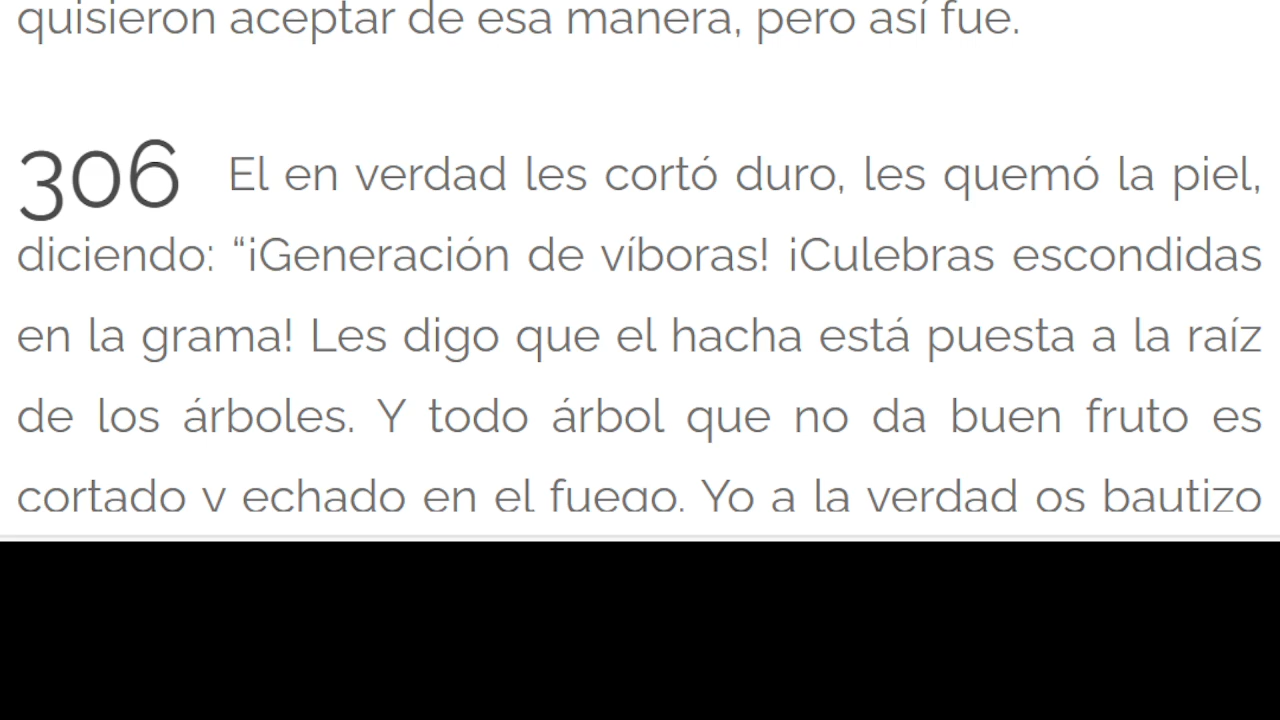 quisieron aceptar de esa manera, pero así fue.
306 El en verdad les cortó duro, les quemó la piel,
diciendo: “¡Generación de víboras! ¡Culebras escondidas
en la grama! Les digo que el hacha está puesta a la raíz
de los árboles. Y todo árbol que no da buen fruto es
cortado y echado en el fuego. Yo a la verdad os bautizo